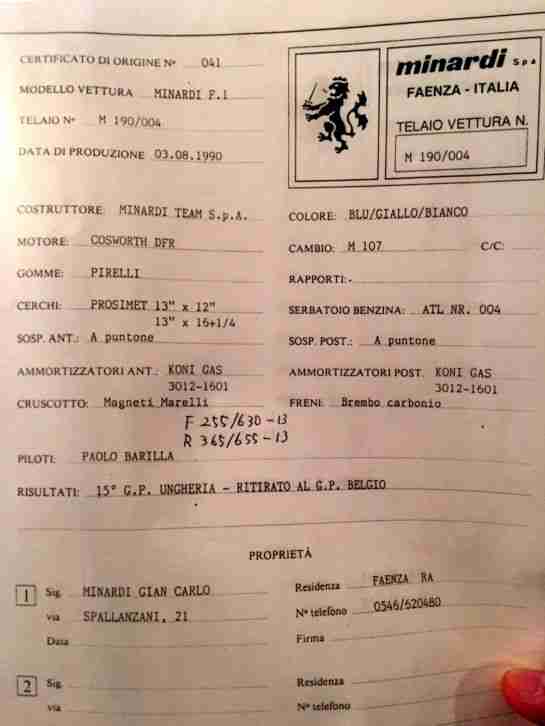 CERTIFICATO DI ORIGINE Nº 041
MODELLO VETTURA MINARDI F.1
TELAIO Nº M 190/004
DATA DI PRODUZIONE 03.08.1990
minardi S p A
FAENZA - ITALIA
TELAIO VETTURA N.
M 190/004
COSTRUTTORE: MINARDI TEAM S.p.A.
COLORE: BLU/GIALLO/BIANCO
MOTORE: COSWORTH DFR
CAMBIO: M 107 C/C:
GOMME: PIRELLI
RAPPORTI:-
CERCHI: PROSIMET 13" x 12"
13" x 16+1/4
SERBATOIO BENZINA: ATL NR. 004
SOSP. ANT.: A puntone
SOSP. POST.: A puntone
AMMORTIZZATORI ANT.: KONI GAS
3012-1601
AMMORTIZZATORI POST. KONI GAS
3012-1601
CRUSCOTTO: Magneti Marelli
FRENI: Brembo carbonio
F 255/630-13
R 365/655-13
PILOTI: PAOLO BARILLA
RISULTATI: 15° G.P. UNGHERIA - RITIRATO AL G.P. BELGIO
PROPRIETÀ
1 Sig. MINARDI GIAN CARLO
Residenza FAENZA RA
via SPALLANZANI, 21
Nº telefono 0546/620480
Data
Firma
2 Sig.
Residenza
via
Nº telefono